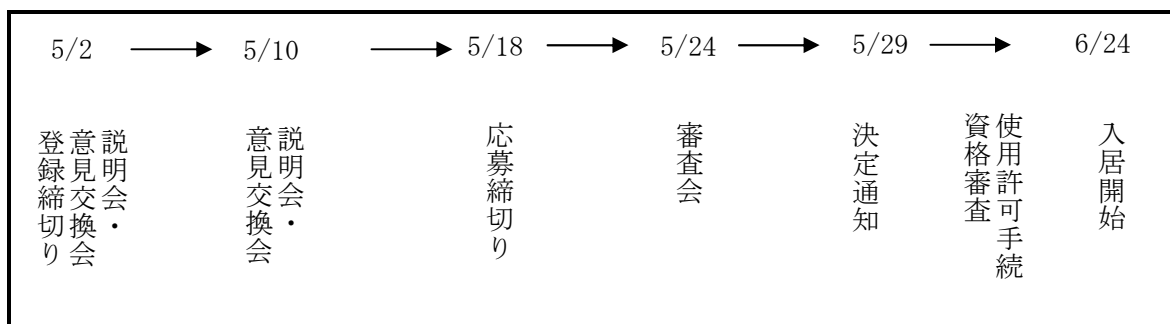 5/2
5/10
5/18
5/24
5/29
6/24
説明会・
意見交換会
登録締切り
説明会・
意見交換会
応募締切り
審査会
決定通知
使用許可手続
資格審査
入居開始